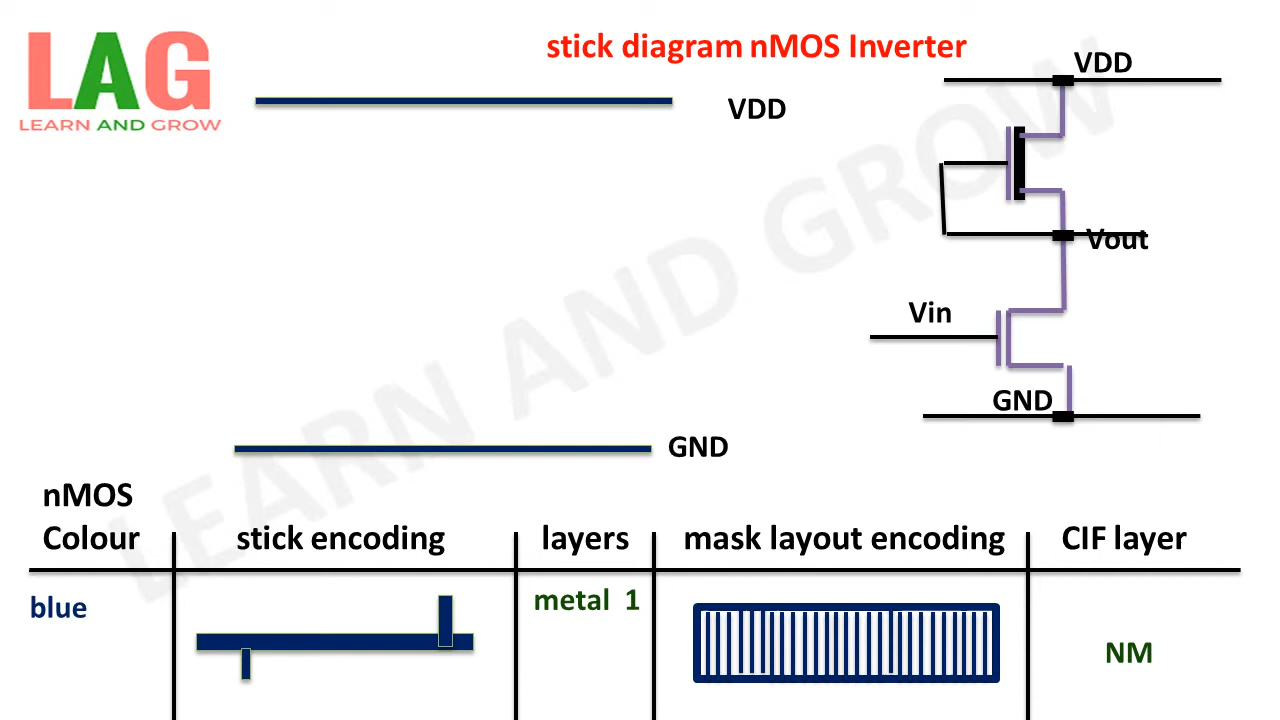 LAG
LEARN AND GROW
stick diagram nMOS Inverter
VDD
VDD
Vout
Vin
GND
GND
LEARN AND GROW
nMOS
Colour stick encoding layers mask layout encoding CIF layer
blue metal 1 NM